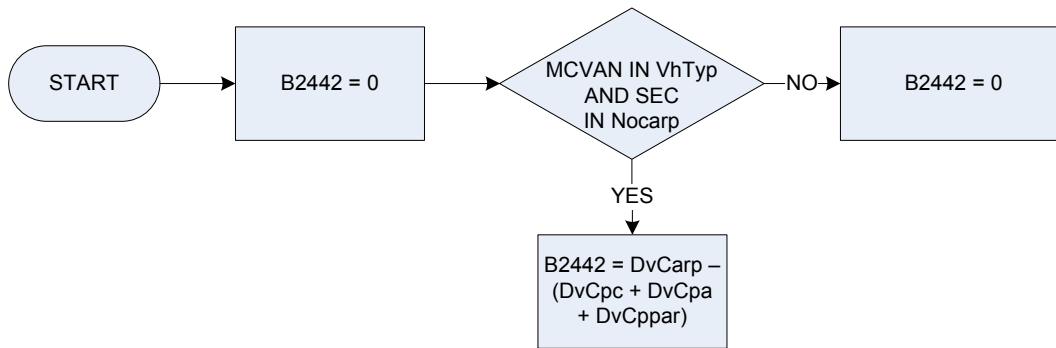 START
B2442 = 0
MCVAN IN VhTyp
AND SEC
IN Nocarp
NO
B2442 = 0
YES
B2442 = DvCarp –
(DvCpc + DvCpa
+ DvCppar)